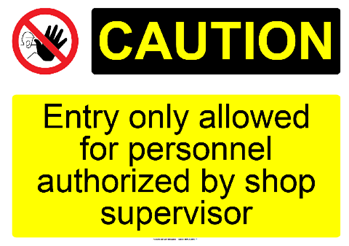 CAUTION
Entry only allowed
for personnel
authorized by shop
supervisor